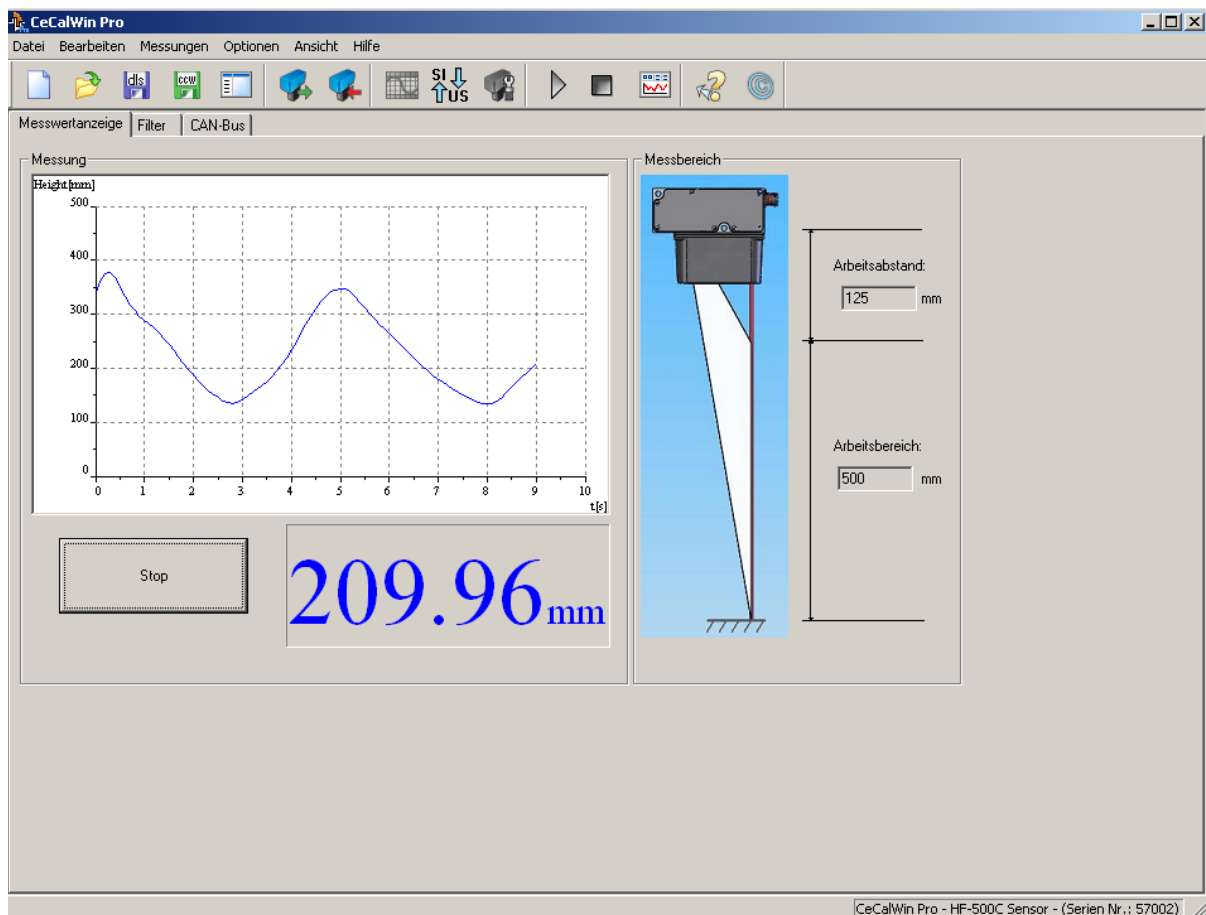 CeCalWin Pro
Datei Bearbeiten Messungen Optionen Ansicht Hilfe
dls ccw SI US
Messwertanzeige Filter CAN-Bus
Messung
Height[mm]
500
400
300
200
100
0
0 1 2 3 4 5 6 7 8 9 10
t[s]
Stop
209.96 mm
Messbereich
Arbeitsabstand:
125 mm
Arbeitsbereich:
500 mm
CeCalWin Pro - HF-500C Sensor - (Serien Nr.: 57002)